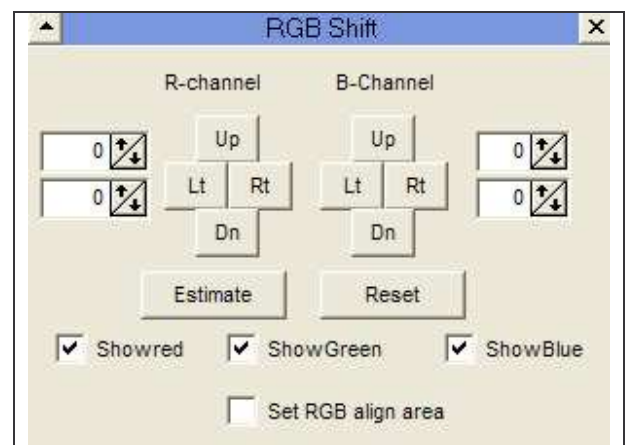 RGB Shift
R-channel B-Channel
Up Up
0 Lt Rt Lt Rt 0
0 Dn Dn 0
Estimate Reset
Showred ShowGreen ShowBlue
Set RGB align area